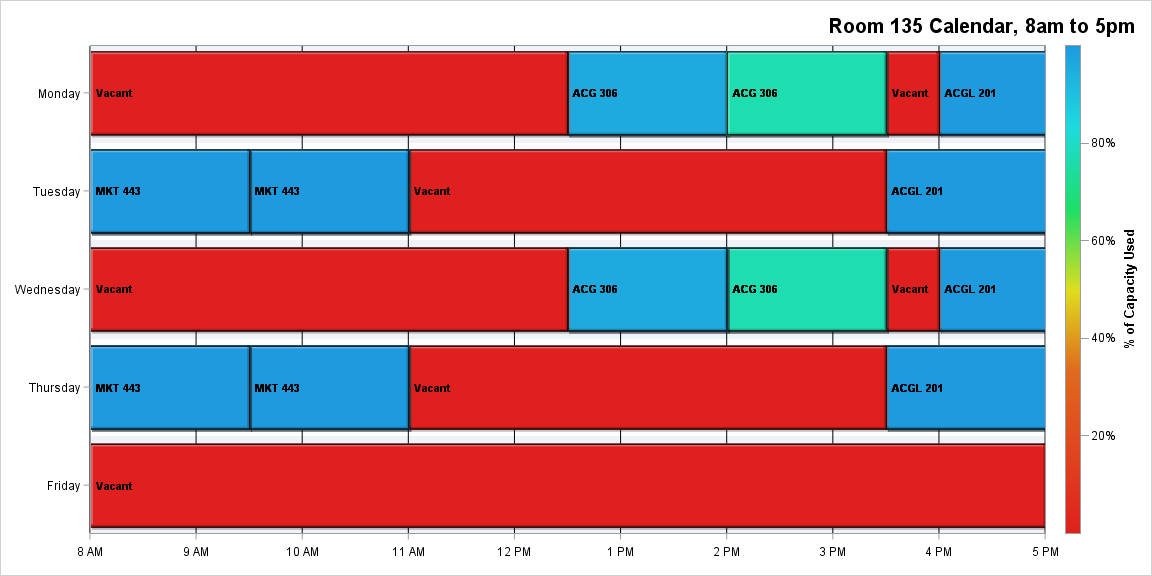 Room 135 Calendar, 8am to 5pm
Monday
Vacant
ACG 306
ACG 306
Vacant
ACGL 201
Tuesday
MKT 443
MKT 443
Vacant
ACGL 201
Wednesday
Vacant
ACG 306
ACG 306
Vacant
ACGL 201
Thursday
MKT 443
MKT 443
Vacant
ACGL 201
Friday
Vacant
8 AM
9 AM
10 AM
11 AM
12 PM
1 PM
2 PM
3 PM
4 PM
5 PM
80%
60%
40%
20%
% of Capacity Used